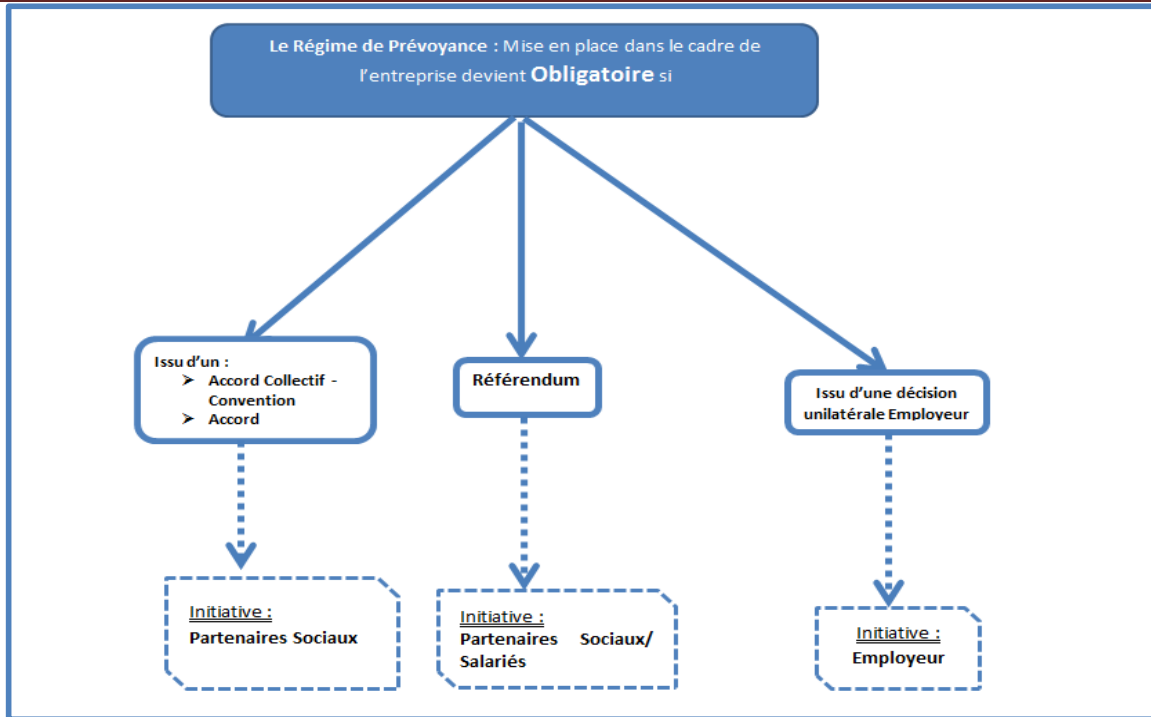 Le Régime de Prévoyance : Mise en place dans le cadre de
l'entreprise devient Obligatoire si
Issu d'un :
➤ Accord Collectif -
Convention
➤ Accord
Référendum
Issu d'une décision
unilatérale Employeur
Initiative :
Partenaires Sociaux
Initiative :
Partenaires Sociaux/
Salariés
Initiative :
Employeur